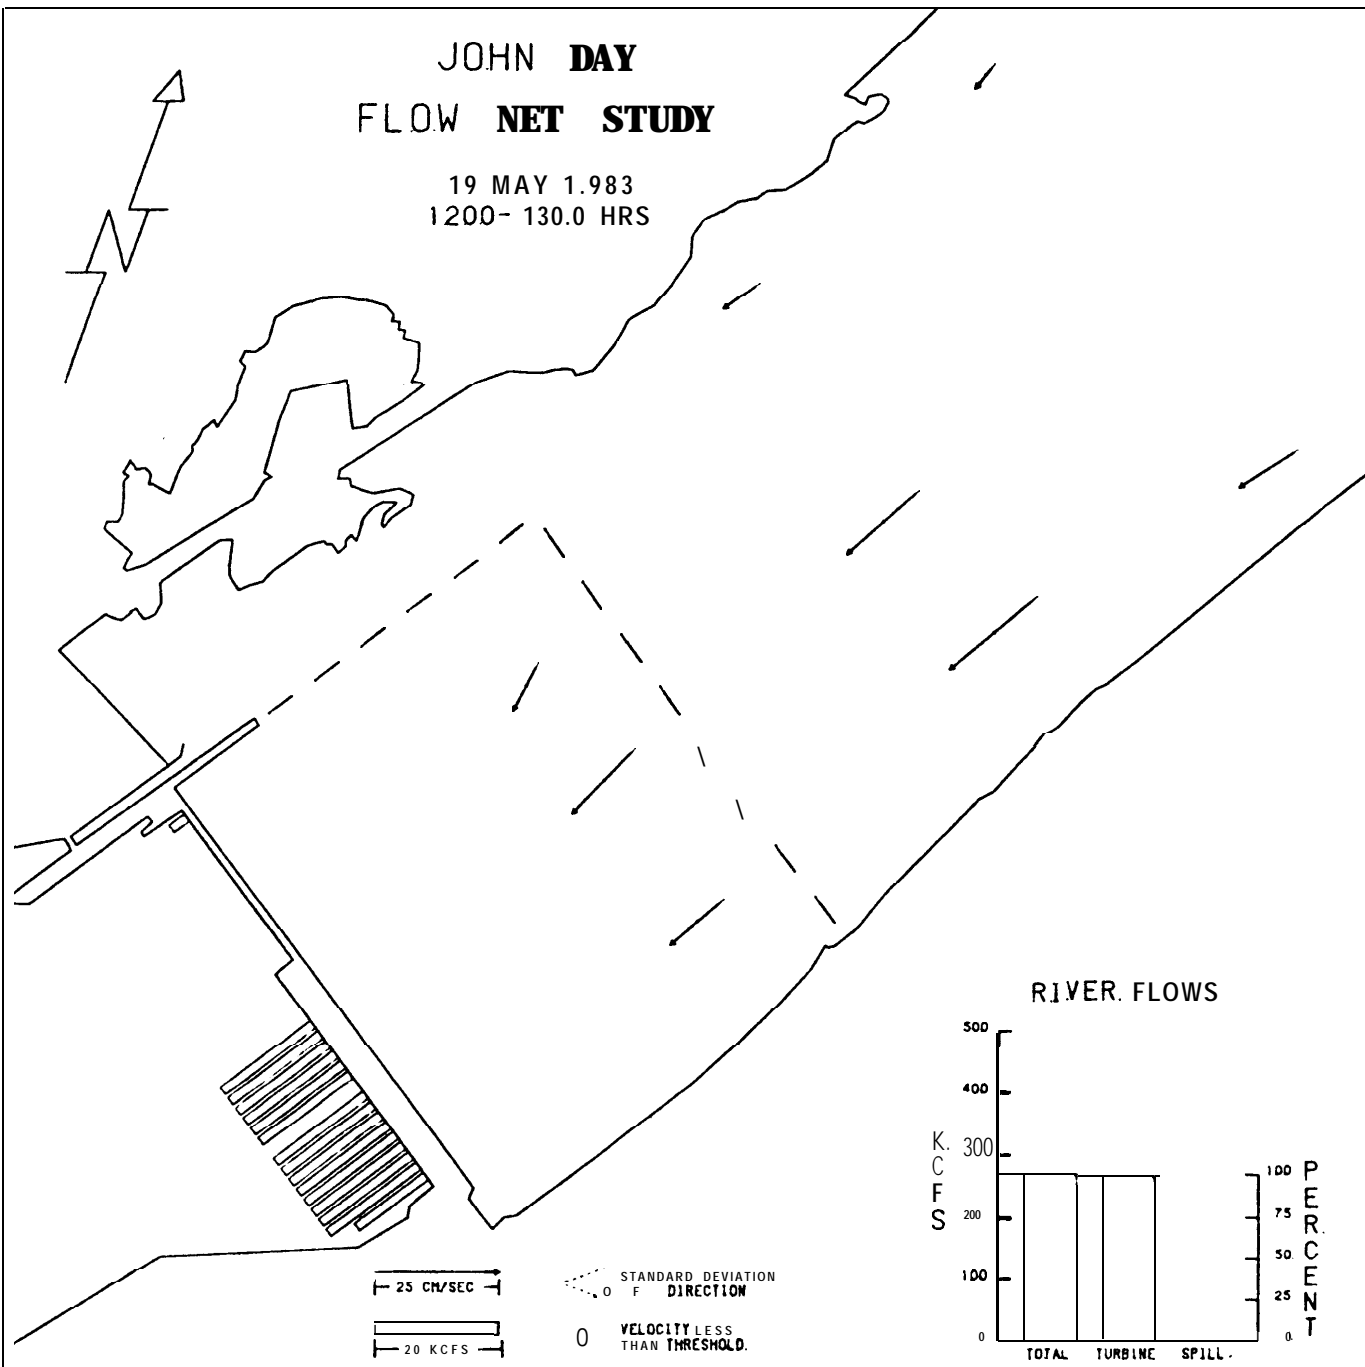 JOHN DAY
FLOW NET STUDY
19 MAY 1.983
1200- 130.0 HRS
N
RIVER. FLOWS
500
400
K. 300
C
F
S 200
100
0
100 P
E
75 R.
50. C
E
25 N
0. T
TOTAL TURBINE SPILL.
25 CM/SEC
20 KCFS
STANDARD DEVIATION
O F DIRECTION
0 VELOCITY LESS
THAN THRESHOLD.